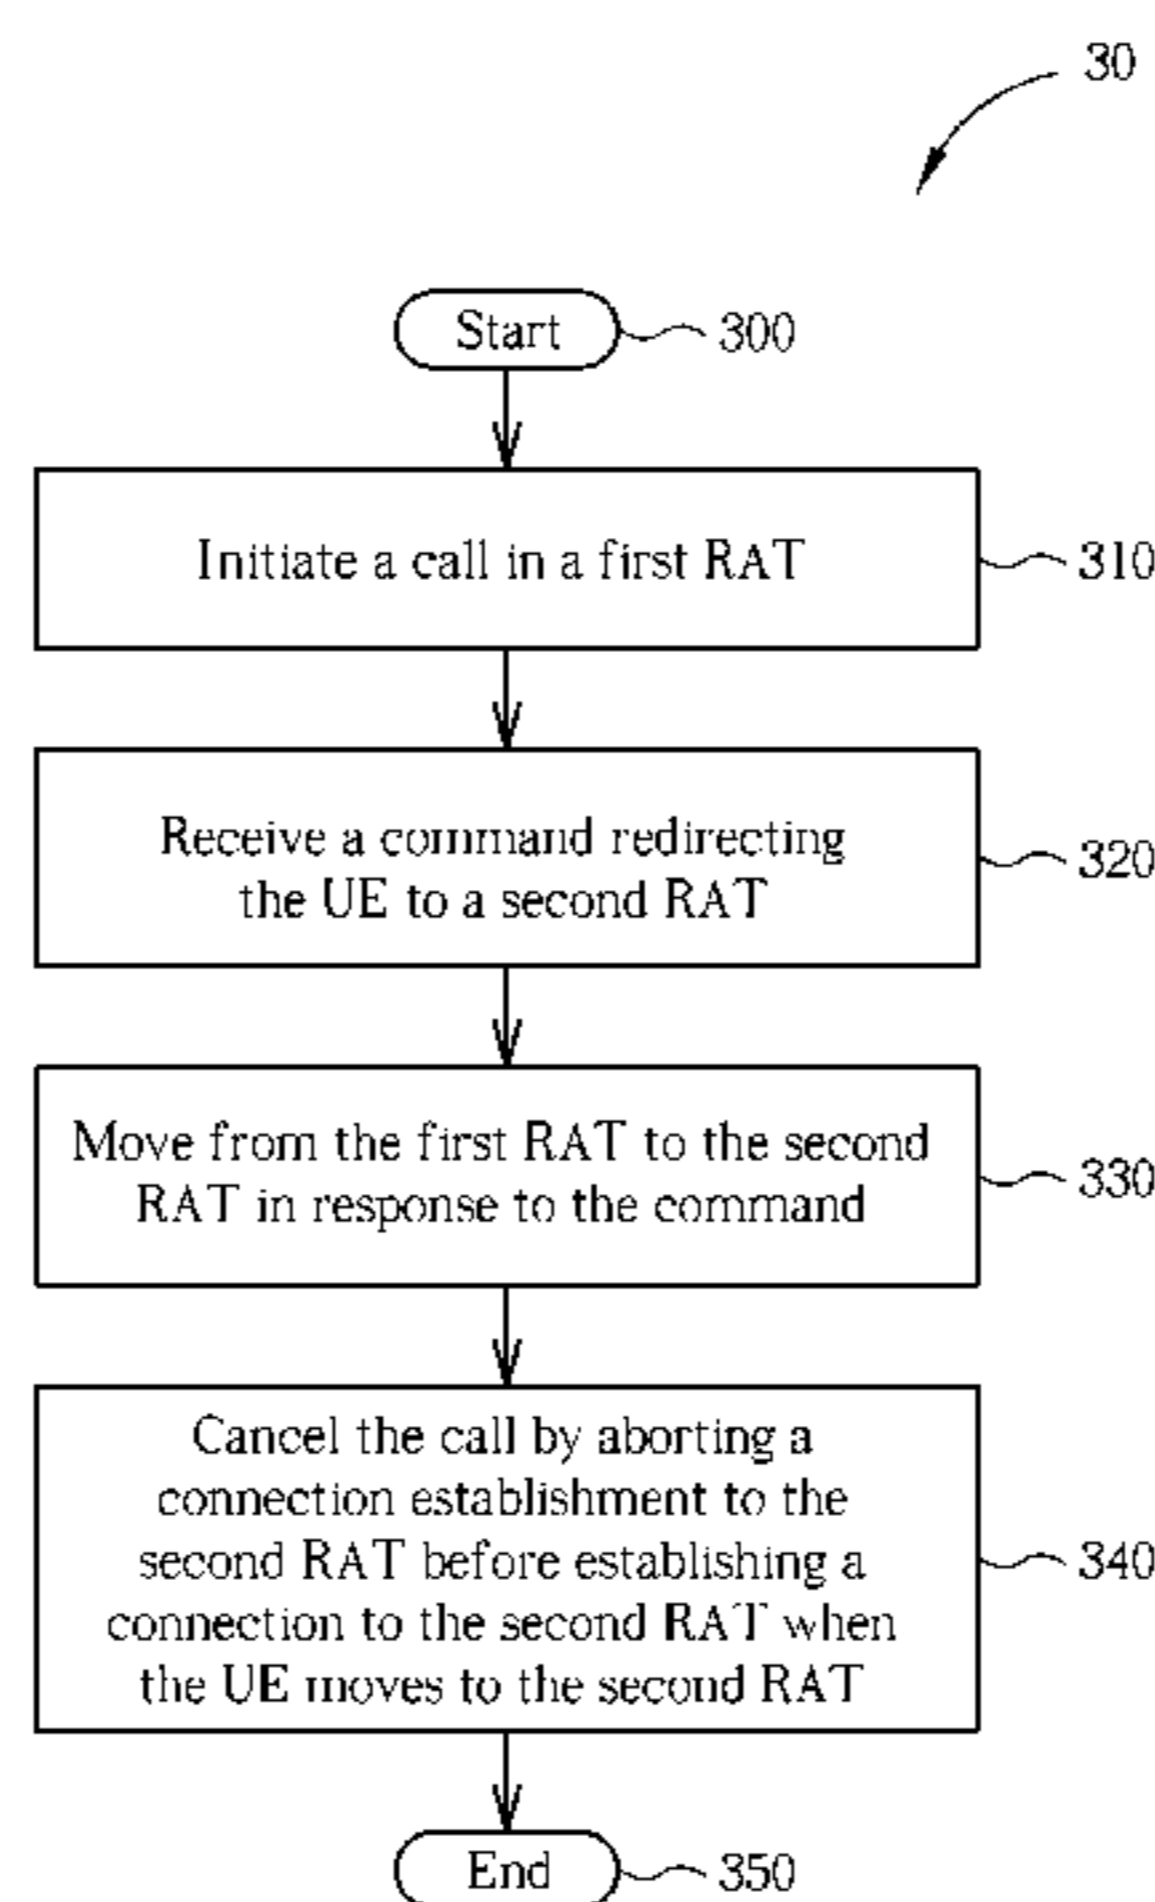 30
Start
300
Initiate a call in a first RAT
310
Receive a command redirecting
the UE to a second RAT
320
Move from the first RAT to the second
RAT in response to the command
330
Cancel the call by aborting a
connection establishment to the
second RAT before establishing a
connection to the second RAT when
the UE moves to the second RAT
340
End
350